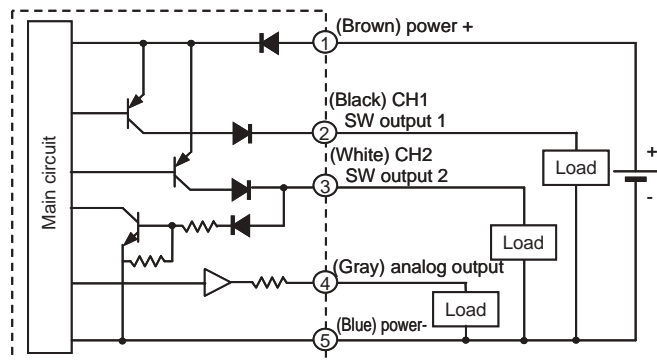 Main circuit
1
(Brown) power +
(Black) CH1
2
SW output 1
(White) CH2
3
SW output 2
Load
+
-
Load
(Gray) analog output
4
Load
5
(Blue) power-